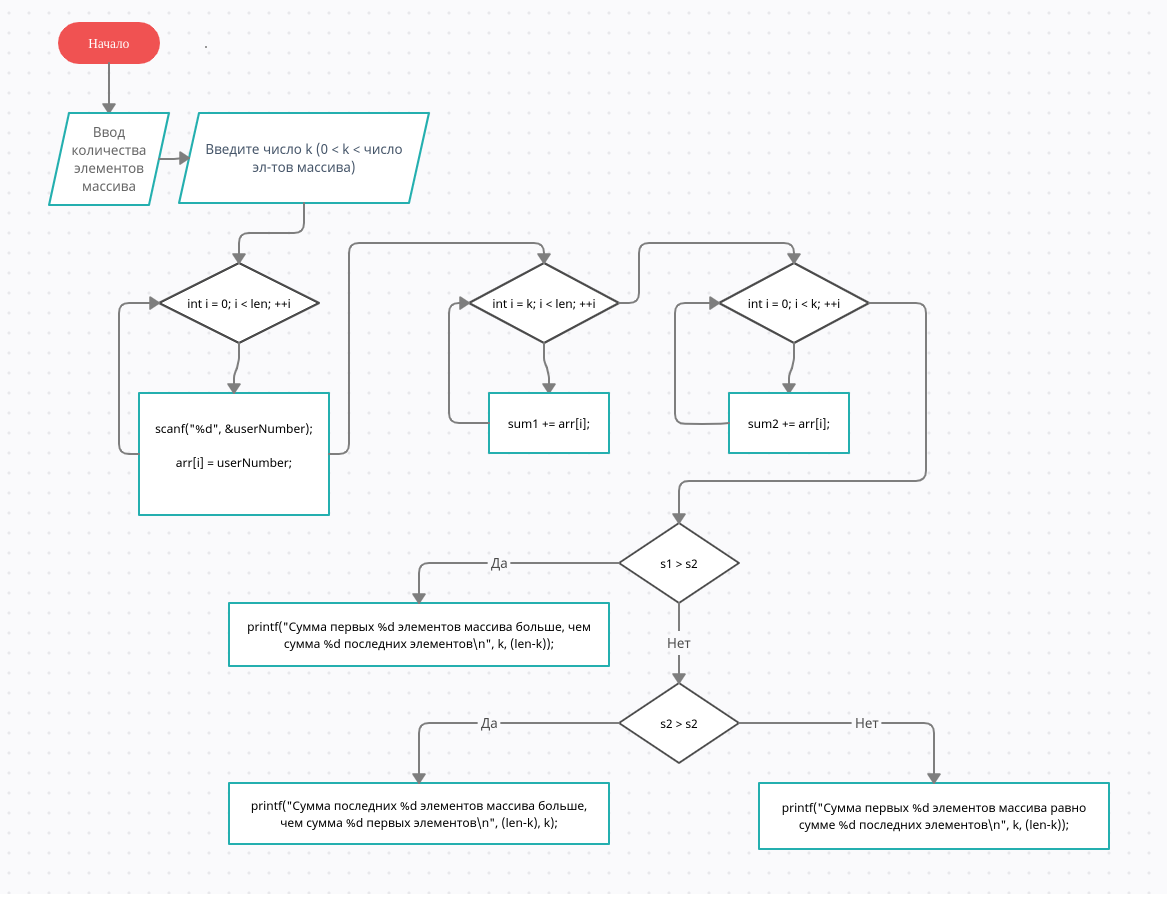 Начало
Ввод
количества
элементов
массива
Введите число k (0 < k < число
эл-тов массива)
int i = 0; i < len; ++i
int i = k; i < len; ++i
int i = 0; i < k; ++i
scanf("%d", &userNumber);
arr[i] = userNumber;
sum1 += arr[i];
sum2 += arr[i];
s1 > s2
Да
printf("Сумма первых %d элементов массива больше, чем
сумма %d последних элементов\n", k, (len-k));
Нет
s2 > s2
Да
Нет
printf("Сумма последних %d элементов массива больше,
чем сумма %d первых элементов\n", (len-k), k);
printf("Сумма первых %d элементов массива равно
сумме %d последних элементов\n", k, (len-k));